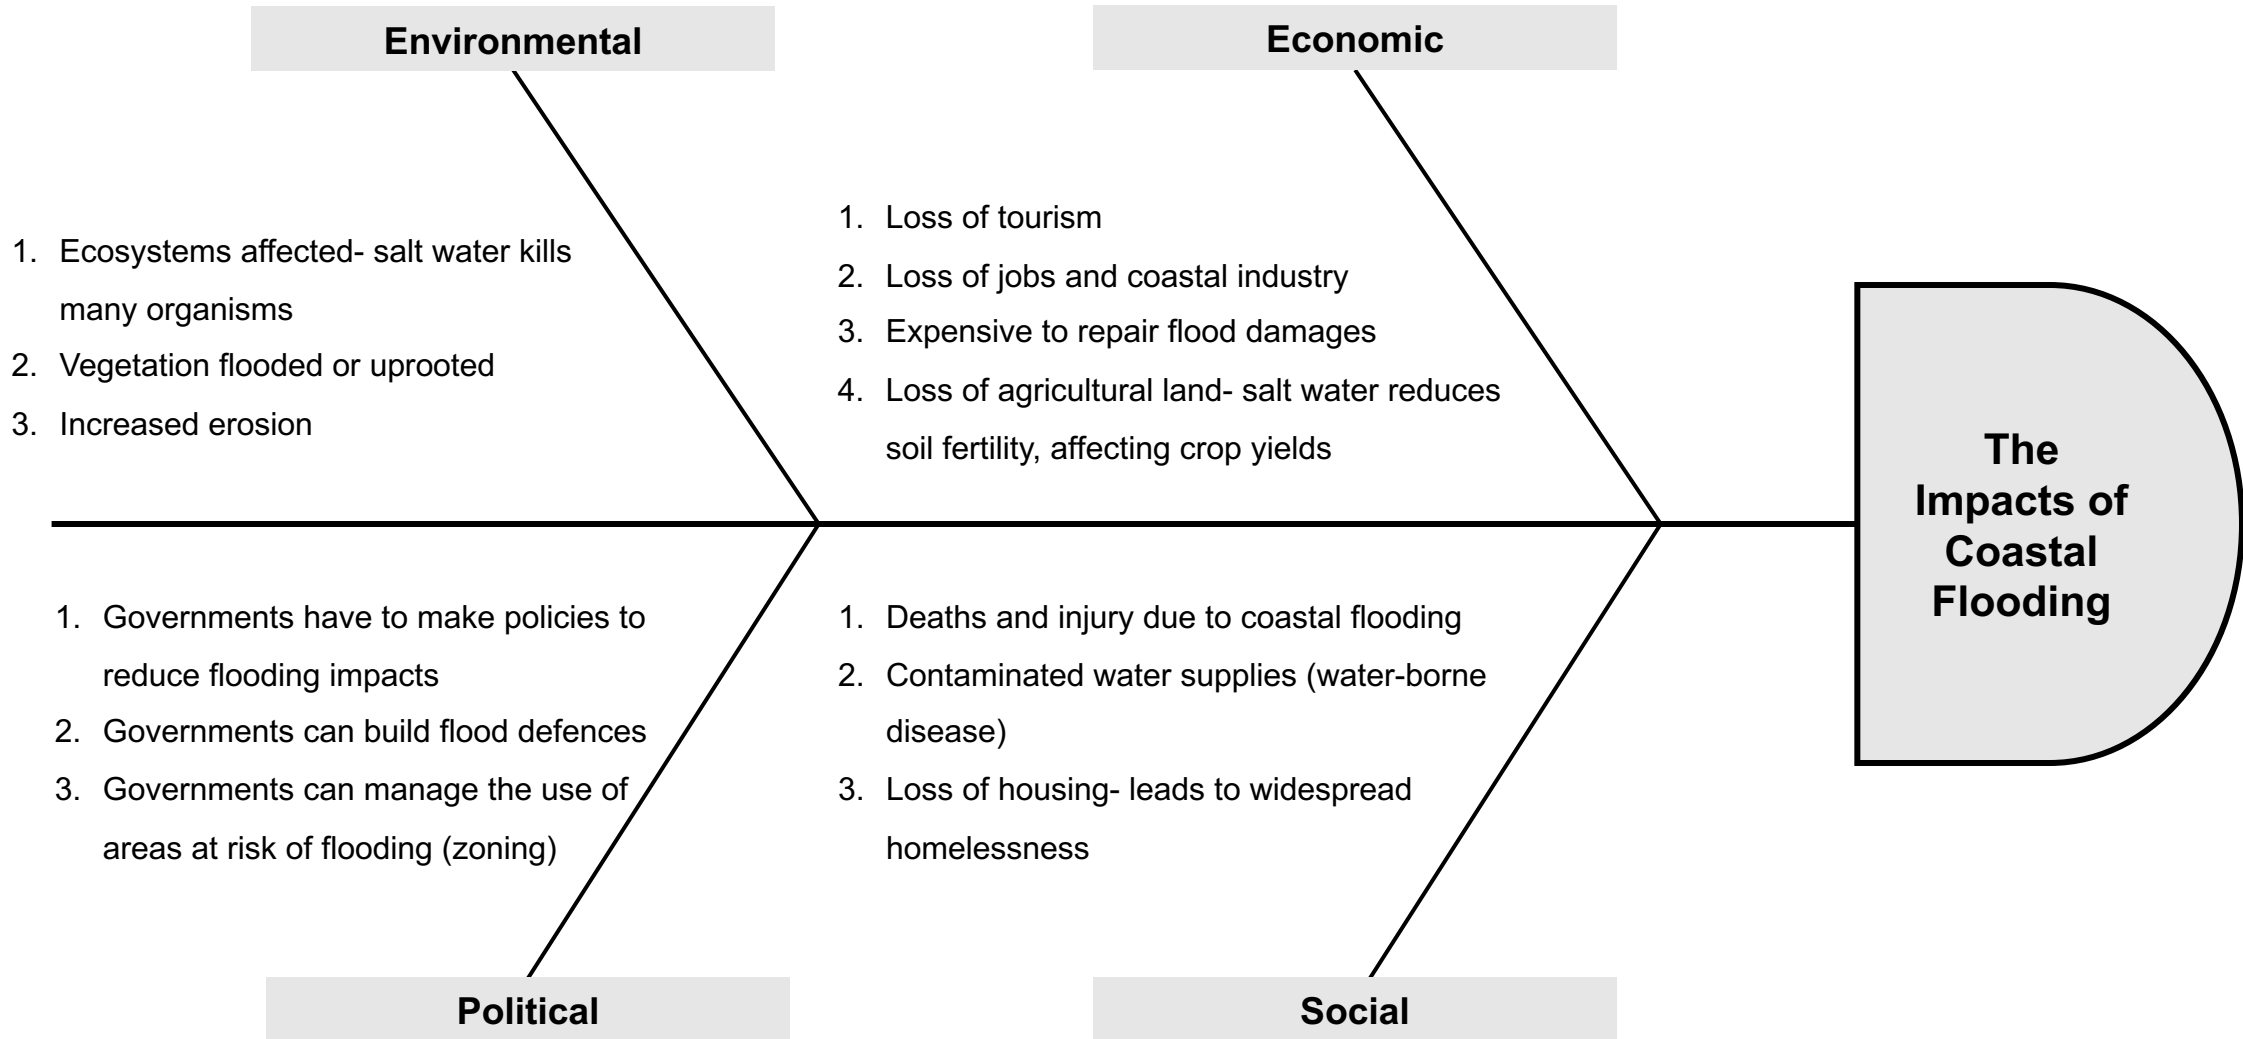 Environmental
1. Ecosystems affected- salt water kills
many organisms
2. Vegetation flooded or uprooted
3. Increased erosion
Economic
1. Loss of tourism
2. Loss of jobs and coastal industry
3. Expensive to repair flood damages
4. Loss of agricultural land- salt water reduces
soil fertility, affecting crop yields
The
Impacts of
Coastal
Flooding
1. Governments have to make policies to
reduce flooding impacts
2. Governments can build flood defences
3. Governments can manage the use of
areas at risk of flooding (zoning)
Political
1. Deaths and injury due to coastal flooding
2. Contaminated water supplies (water-borne
disease)
3. Loss of housing- leads to widespread
homelessness
Social